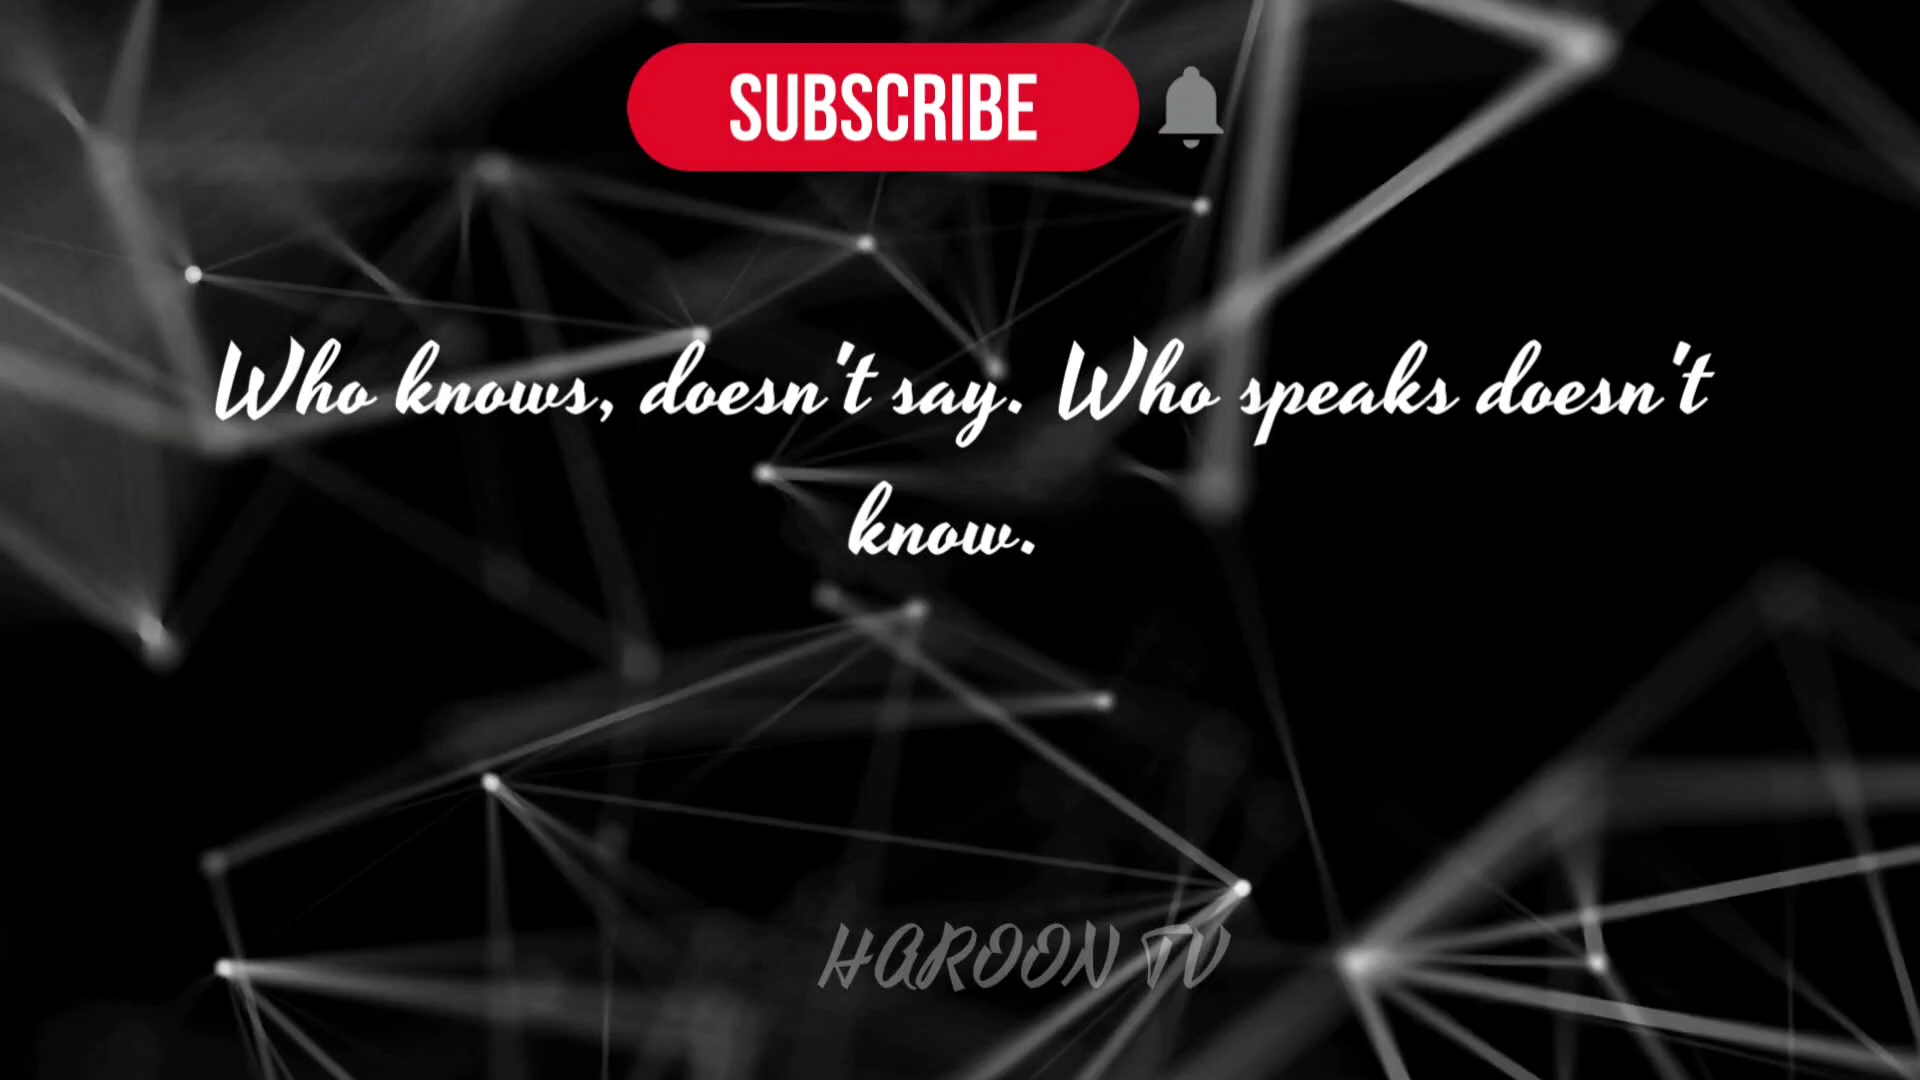 SUBSCRIBE
Who knows, doesn't say. Who speaks doesn't
know.
HAROON TV